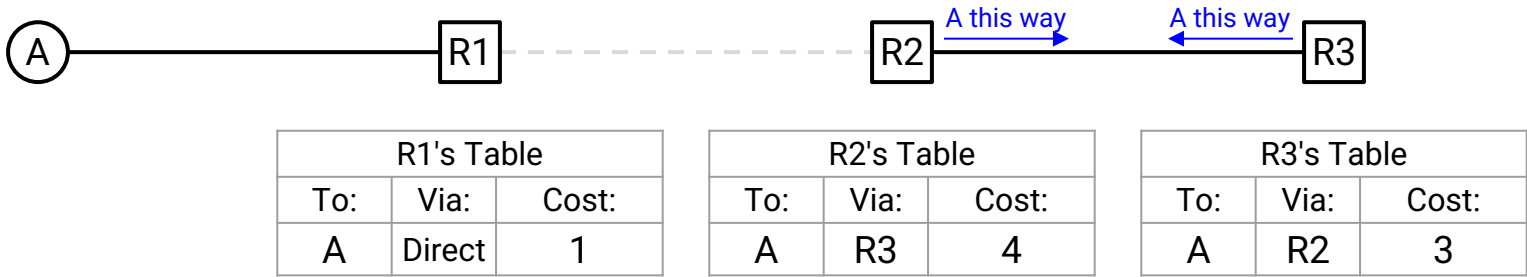 A this way A this way
A R1 R2 R3
R1's Table R2's Table R3's Table
To: Via: Cost: To: Via: Cost: To: Via: Cost:
A Direct 1 A R3 4 A R2 3